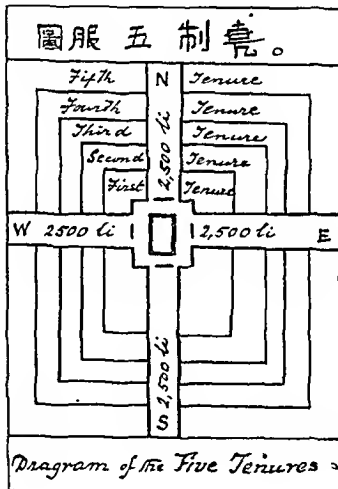 圖服五制堯。
Fifth N Tenure
Fourth Tenure
Third Tenure
Second Tenure
First Tenure
2,500 li
W 2500 li 2,500 li E
2,500 li
S
Diagram of the Five Tenures